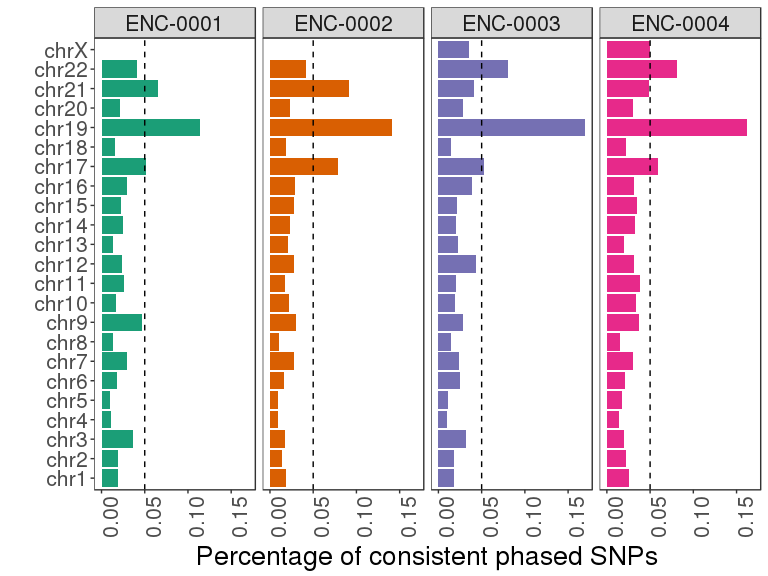 ENC-0001 ENC-0002 ENC-0003 ENC-0004
chrX
chr22
chr21
chr20
chr19
chr18
chr17
chr16
chr15
chr14
chr13
chr12
chr11
chr10
chr9
chr8
chr7
chr6
chr5
chr4
chr3
chr2
chr1
0.00 0.05 0.10 0.15 0.00 0.05 0.10 0.15 0.00 0.05 0.10 0.15 0.00 0.05 0.10 0.15
Percentage of consistent phased SNPs